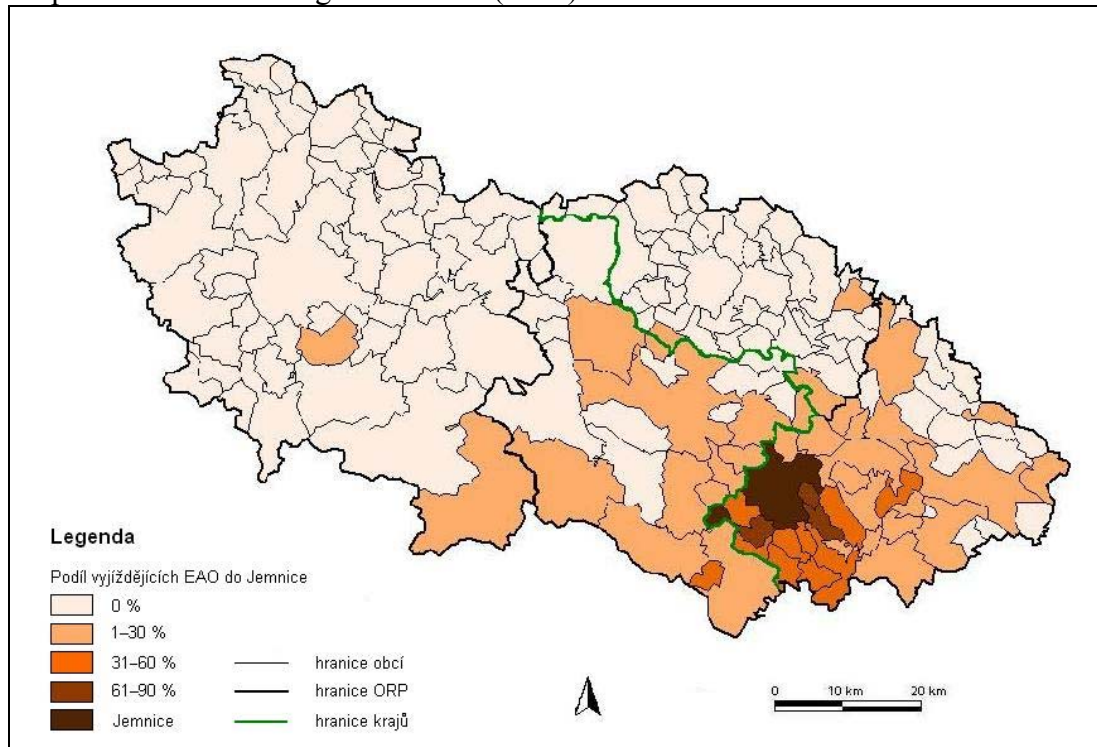 Legenda
Podíl vyjíždějících EAO do Jemnice
0 %
1–30 %
31–60 %
61–90 %
Jemnice
hranice obcí
hranice ORP
hranice krajů
0 10 km 20 km